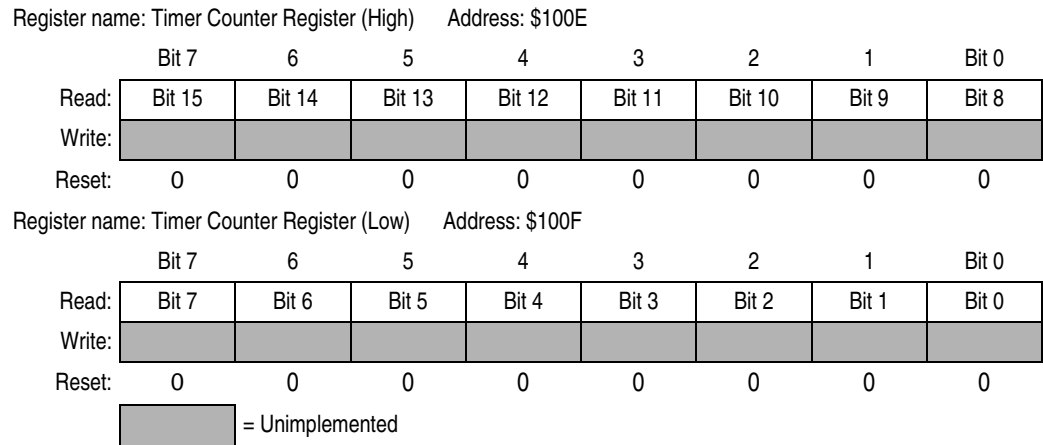 Register name: Timer Counter Register (High) Address: $100E
Bit 7 6 5 4 3 2 1 Bit 0
Read: Bit 15 Bit 14 Bit 13 Bit 12 Bit 11 Bit 10 Bit 9 Bit 8
Write:
Reset: 0 0 0 0 0 0 0 0
Register name: Timer Counter Register (Low) Address: $100F
Bit 7 6 5 4 3 2 1 Bit 0
Read: Bit 7 Bit 6 Bit 5 Bit 4 Bit 3 Bit 2 Bit 1 Bit 0
Write:
Reset: 0 0 0 0 0 0 0 0
= Unimplemented